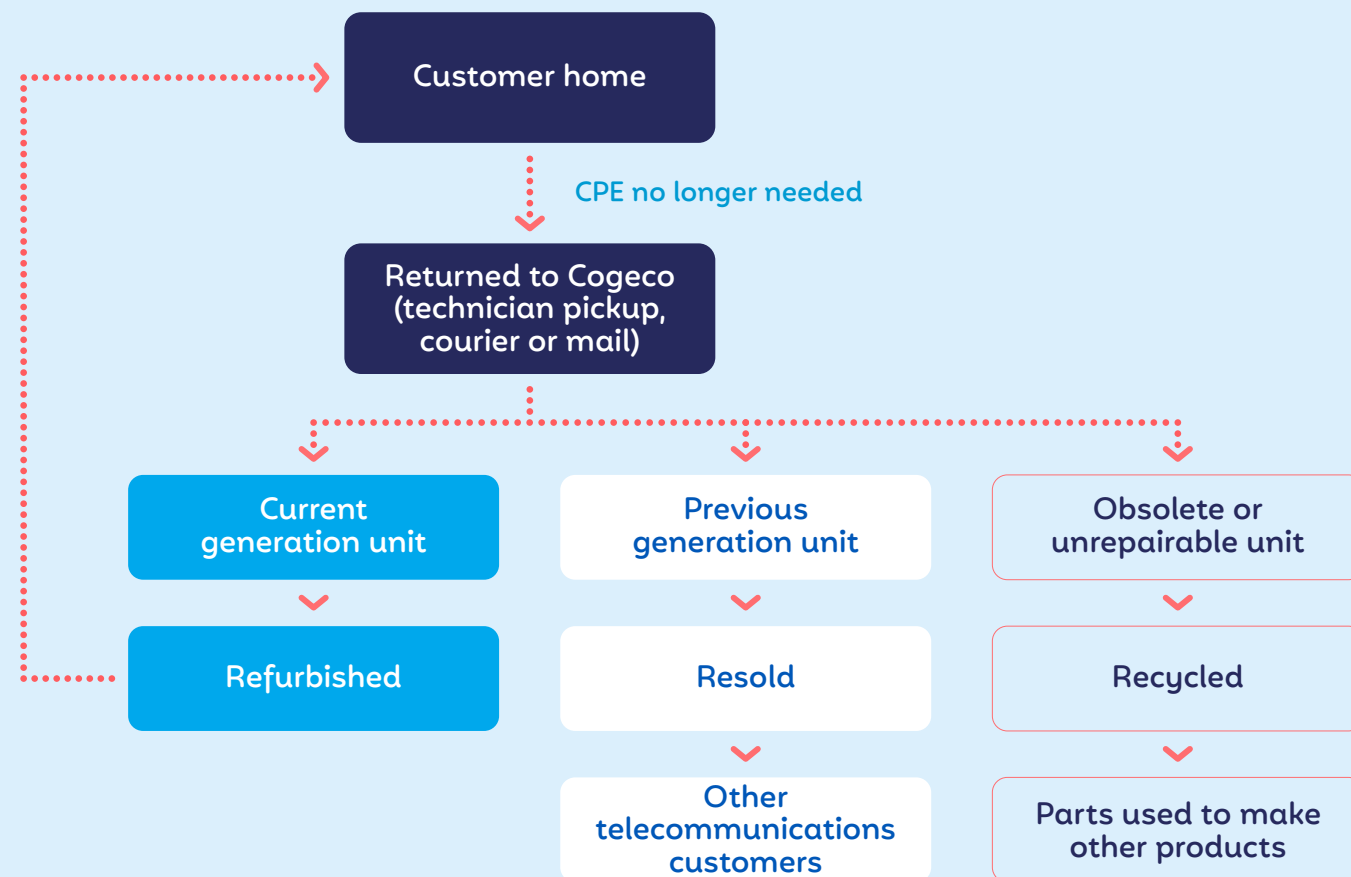 Customer home
CPE no longer needed
Returned to Cogeco
(technician pickup,
courier or mail)
Current
generation unit
Previous
generation unit
Obsolete or
unrepairable unit
Refurbished
Resold
Recycled
Other
telecommunications
customers
Parts used to make
other products